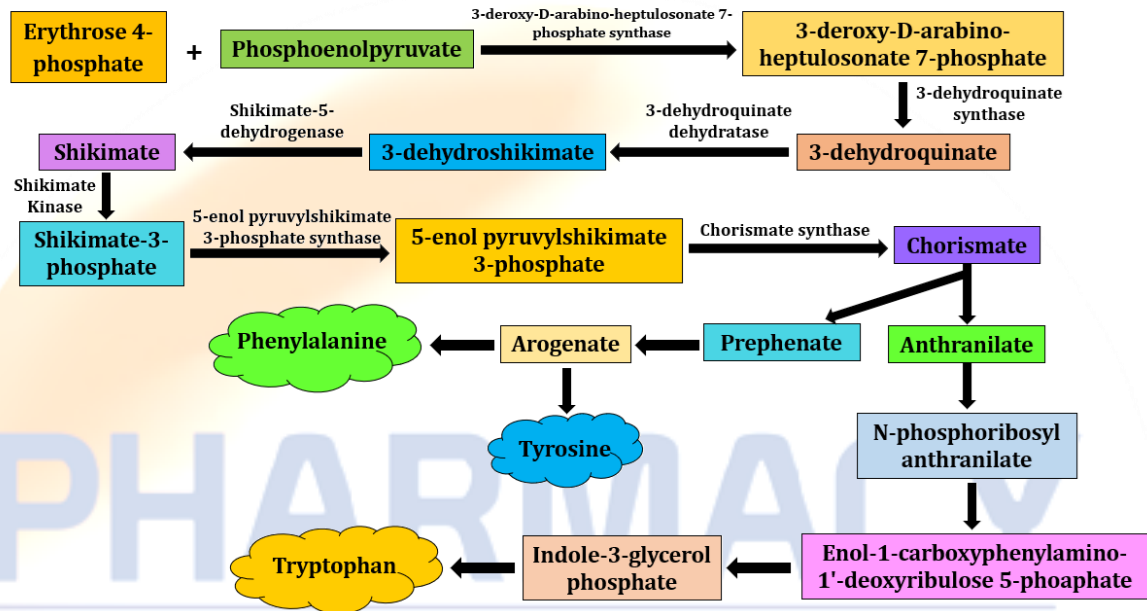 Erythrose 4-
phosphate
+
Phosphoenolpyruvate
3-deroxy-D-arabino-heptulosonate 7-
phosphate synthase
3-deroxy-D-arabino-
heptulosonate 7-phosphate
3-dehydroquinate
synthase
3-dehydroquinate
3-dehydroquinate
dehydratase
3-dehydroshikimate
Shikimate-5-
dehydrogenase
Shikimate
Shikimate
Kinase
Shikimate-3-
phosphate
5-enol pyruvylshikimate
3-phosphate synthase
5-enol pyruvylshikimate
3-phosphate
Chorismate synthase
Chorismate
Prephenate
Anthranilate
Arogenate
Phenylalanine
Tyrosine
N-phosphoribosyl
anthranilate
Enol-1-carboxyphenylamino-
1'-deoxyribulose 5-phoaphate
Indole-3-glycerol
phosphate
Tryptophan
PHARMACY